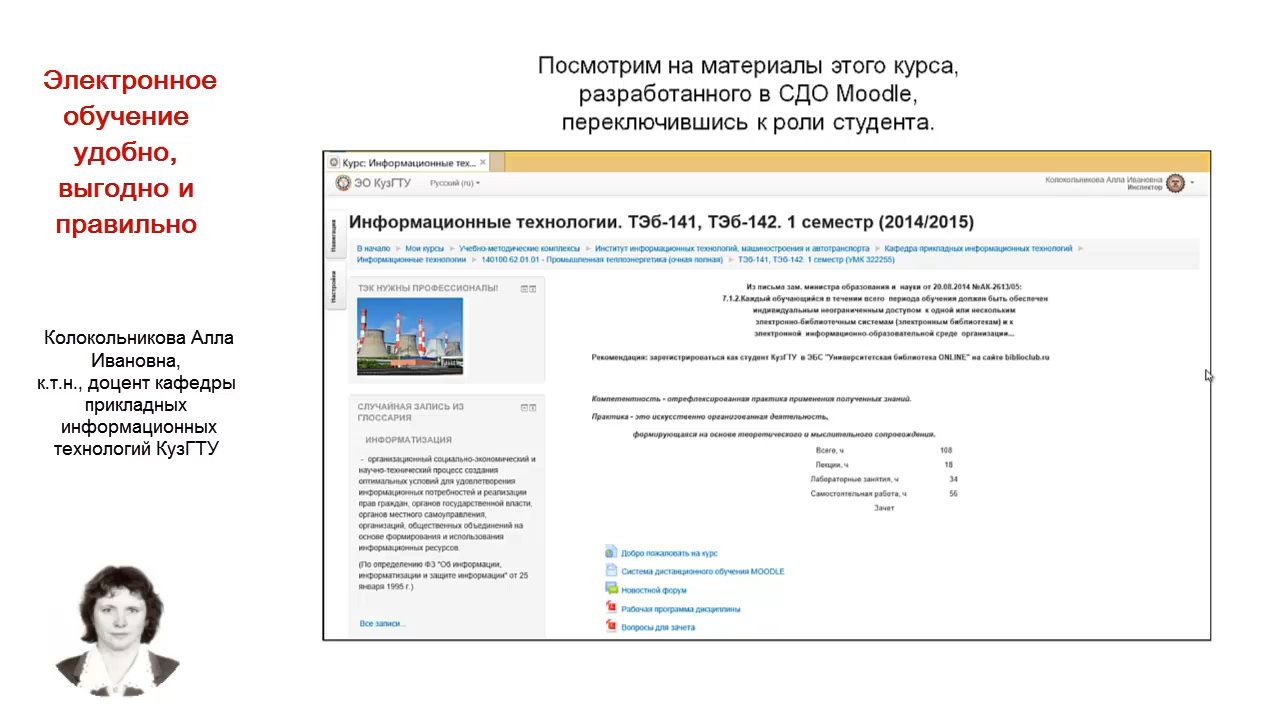 Электронное
обучение
удобно,
выгодно и
правильно
Колокольникова Алла
Ивановна,
к.т.н., доцент кафедры
прикладных
информационных
технологий КузГТУ
Посмотрим на материалы этого курса,
разработанного в СДО Moodle,
переключившись к роли студента.
Курс: Информационные тех...
ЭО КузГТУ Русский (ru)
Колокольникова Алла Ивановна
Инспектор
Навигация
Настройки
Информационные технологии. ТЭб-141, ТЭб-142. 1 семестр (2014/2015)
В начало ► Мои курсы ► Учебно-методические комплексы ► Институт информационных технологий, машиностроения и автотранспорта ► Кафедра прикладных информационных технологий ►
Информационные технологии ► 140100.62.01.01 - Промышленная теплоэнергетика (очная полная) ► ТЭб-141, ТЭб-142. 1 семестр (УМК 322255)
ТЭК НУЖНЫ ПРОФЕССИОНАЛЫ!
СЛУЧАЙНАЯ ЗАПИСЬ ИЗ
ГЛОССАРИЯ
ИНФОРМАТИЗАЦИЯ
- организационный социально-экономический и
научно-технический процесс создания
оптимальных условий для удовлетворения
информационных потребностей и реализации
прав граждан, органов государственной власти,
органов местного самоуправления,
организаций, общественных объединений на
основе формирования и использования
информационных ресурсов.
(По определению ФЗ "Об информации,
информатизации и защите информации" от 25
января 1995 г.)
Все записи...
Из письма зам. министра образования и науки от 20.08.2014 №АК-2613/05:
7.1.2.Каждый обучающийся в течении всего периода обучения должен быть обеспечен
индивидуальным неограниченным доступом к одной или нескольким
электронно-библиотечным системам (электронным библиотекам) и к
электронной информационно-образовательной среде организации...
Рекомендация: зарегистрироваться как студент КузГТУ в ЭБС "Университетская библиотека ONLINE" на сайте biblioclub.ru
Компетентность - отрефлексированная практика применения полученных знаний.
Практика - это искусственно организованная деятельность,
формирующаяся на основе теоретического и мыслительного сопровождения.
Всего, ч 108
Лекции, ч 18
Лабораторные занятия, ч 34
Самостоятельная работа, ч 56
Зачет
Добро пожаловать на курс
Система дистанционного обучения MOODLE
Новостной форум
Рабочая программа дисциплины
Вопросы для зачета